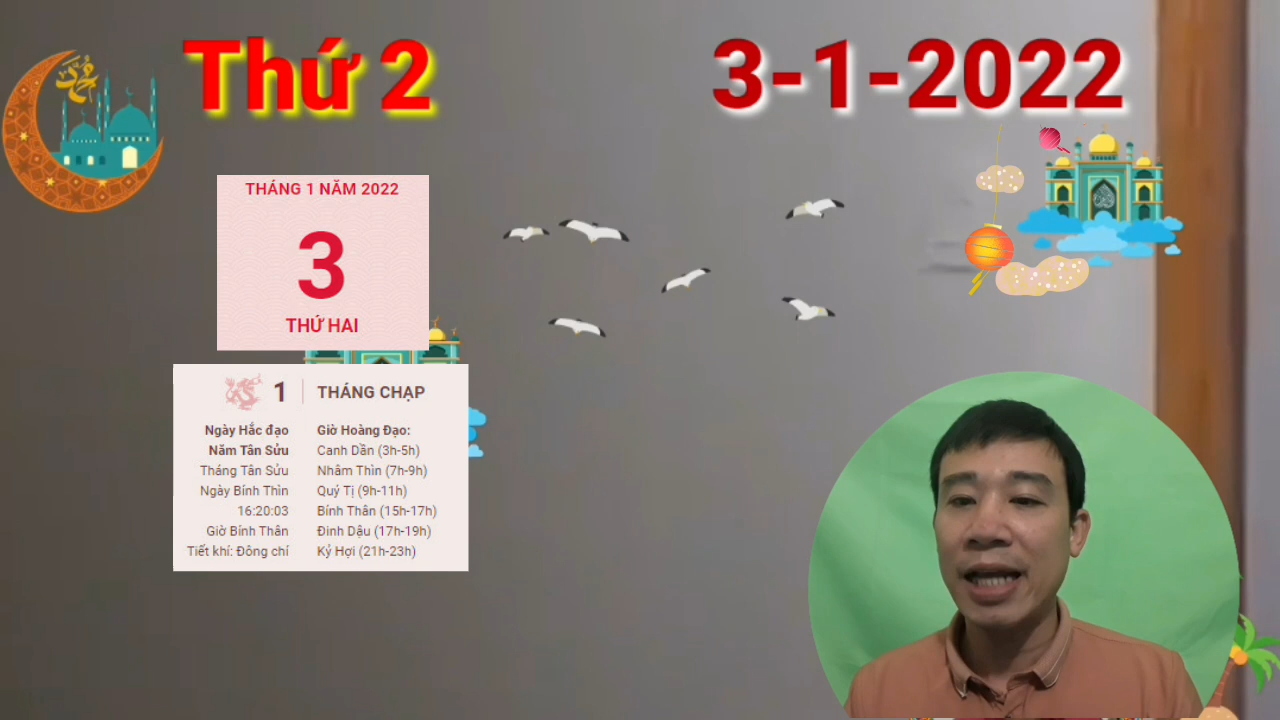 Thứ 2
3-1-2022
THÁNG 1 NĂM 2022
3
THỨ HAI
1 THÁNG CHẠP
Ngày Hắc đạo
Năm Tân Sửu
Tháng Tân Sửu
Ngày Bính Thìn
16:20:03
Giờ Bính Thân
Tiết khí: Đông chí
Giờ Hoàng Đạo:
Canh Dần (3h-5h)
Nhâm Thìn (7h-9h)
Quý Tị (9h-11h)
Bính Thân (15h-17h)
Đinh Dậu (17h-19h)
Kỷ Hợi (21h-23h)